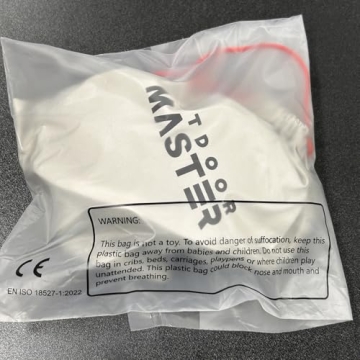 TDOOR
MASTER
WARNING:
This bag is not a toy. To avoid danger of suffocation, keep this
plastic bag away from babies and children. Do not use this
bag in cribs, beds, carriages, playpens or where children play
unattended. This plastic bag could block nose and mouth and
prevent breathing.
CE
EN ISO 18527-1:2022